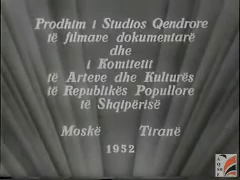 Prodhim i Studios Qendrore
të filmave dokumentarë
dhe
i Komitetit
të Arteve dhe Kulturës
të Republikës Popullore
të Shqipërisë
Moskë Tiranë
1952